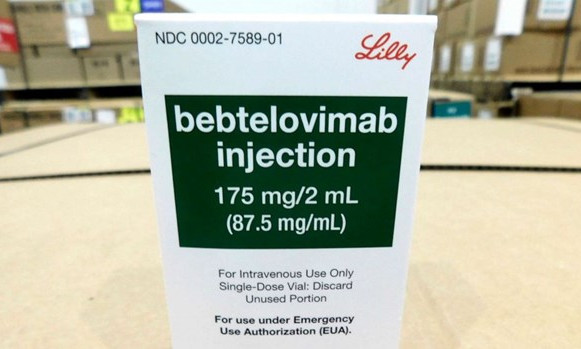 NDC 0002-7589-01
Lilly
bebtelovimab
injection
175 mg/2 mL
(87.5 mg/mL)
For Intravenous Use Only
Single-Dose Vial: Discard
Unused Portion
For use under Emergency
Use Authorization (EUA).